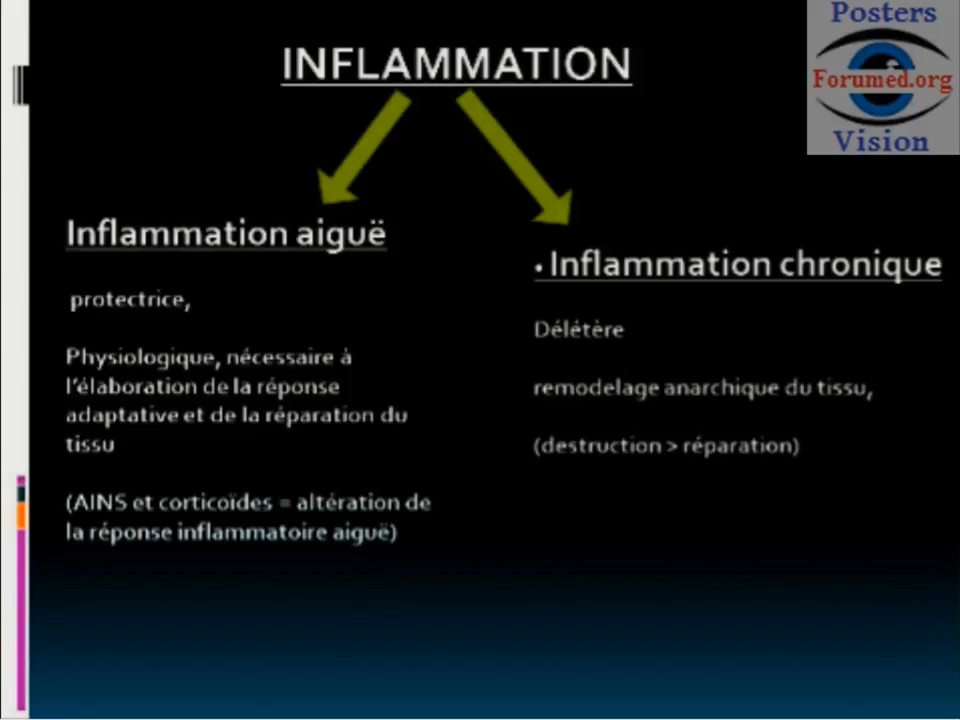 INFLAMMATION
Posters
Forumed.org
Vision
Inflammation aiguë
protectrice,
Physiologique, nécessaire à
l'élaboration de la réponse
adaptative et de la réparation du
tissu
(AINS et corticoïdes = altération de
la réponse inflammatoire aiguë)
• Inflammation chronique
Délétère
remodelage anarchique du tissu,
(destruction > réparation)